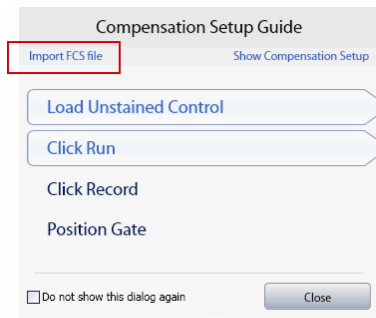 Compensation Setup Guide
Import FCS file Show Compensation Setup
Load Unstained Control
Click Run
Click Record
Position Gate
Do not show this dialog again Close